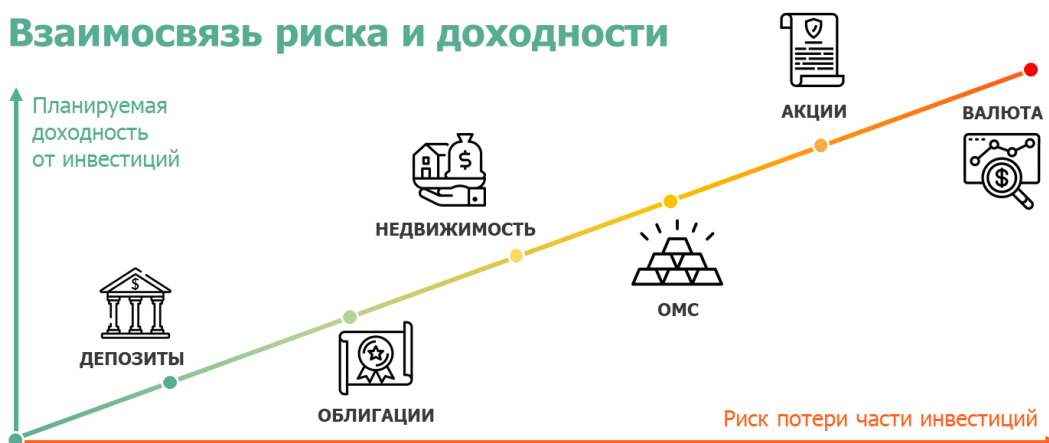 Взаимосвязь риска и доходности
Планируемая
доходность
от инвестиций
ДЕПОЗИТЫ
ОБЛИГАЦИИ
НЕДВИЖИМОСТЬ
ОМС
АКЦИИ
ВАЛЮТА
Риск потери части инвестиций